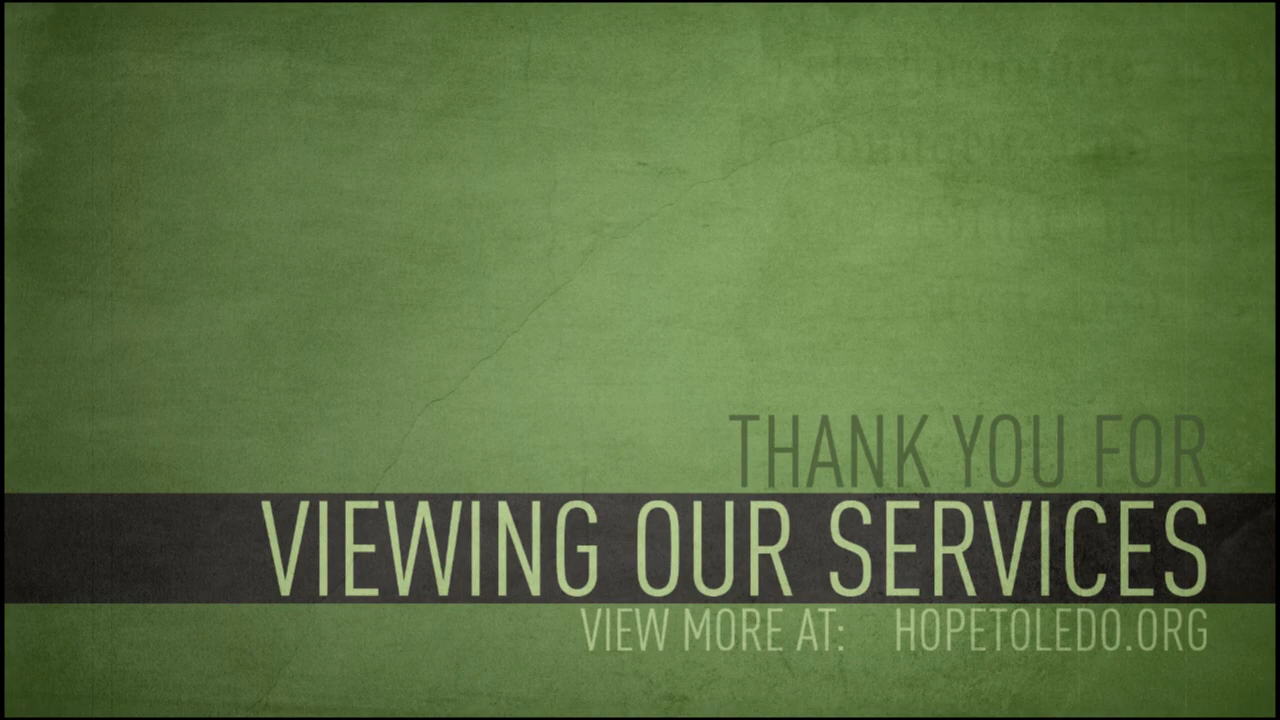 THANK YOU FOR
VIEWING OUR SERVICES
VIEW MORE AT: HOPETOLEDO.ORG